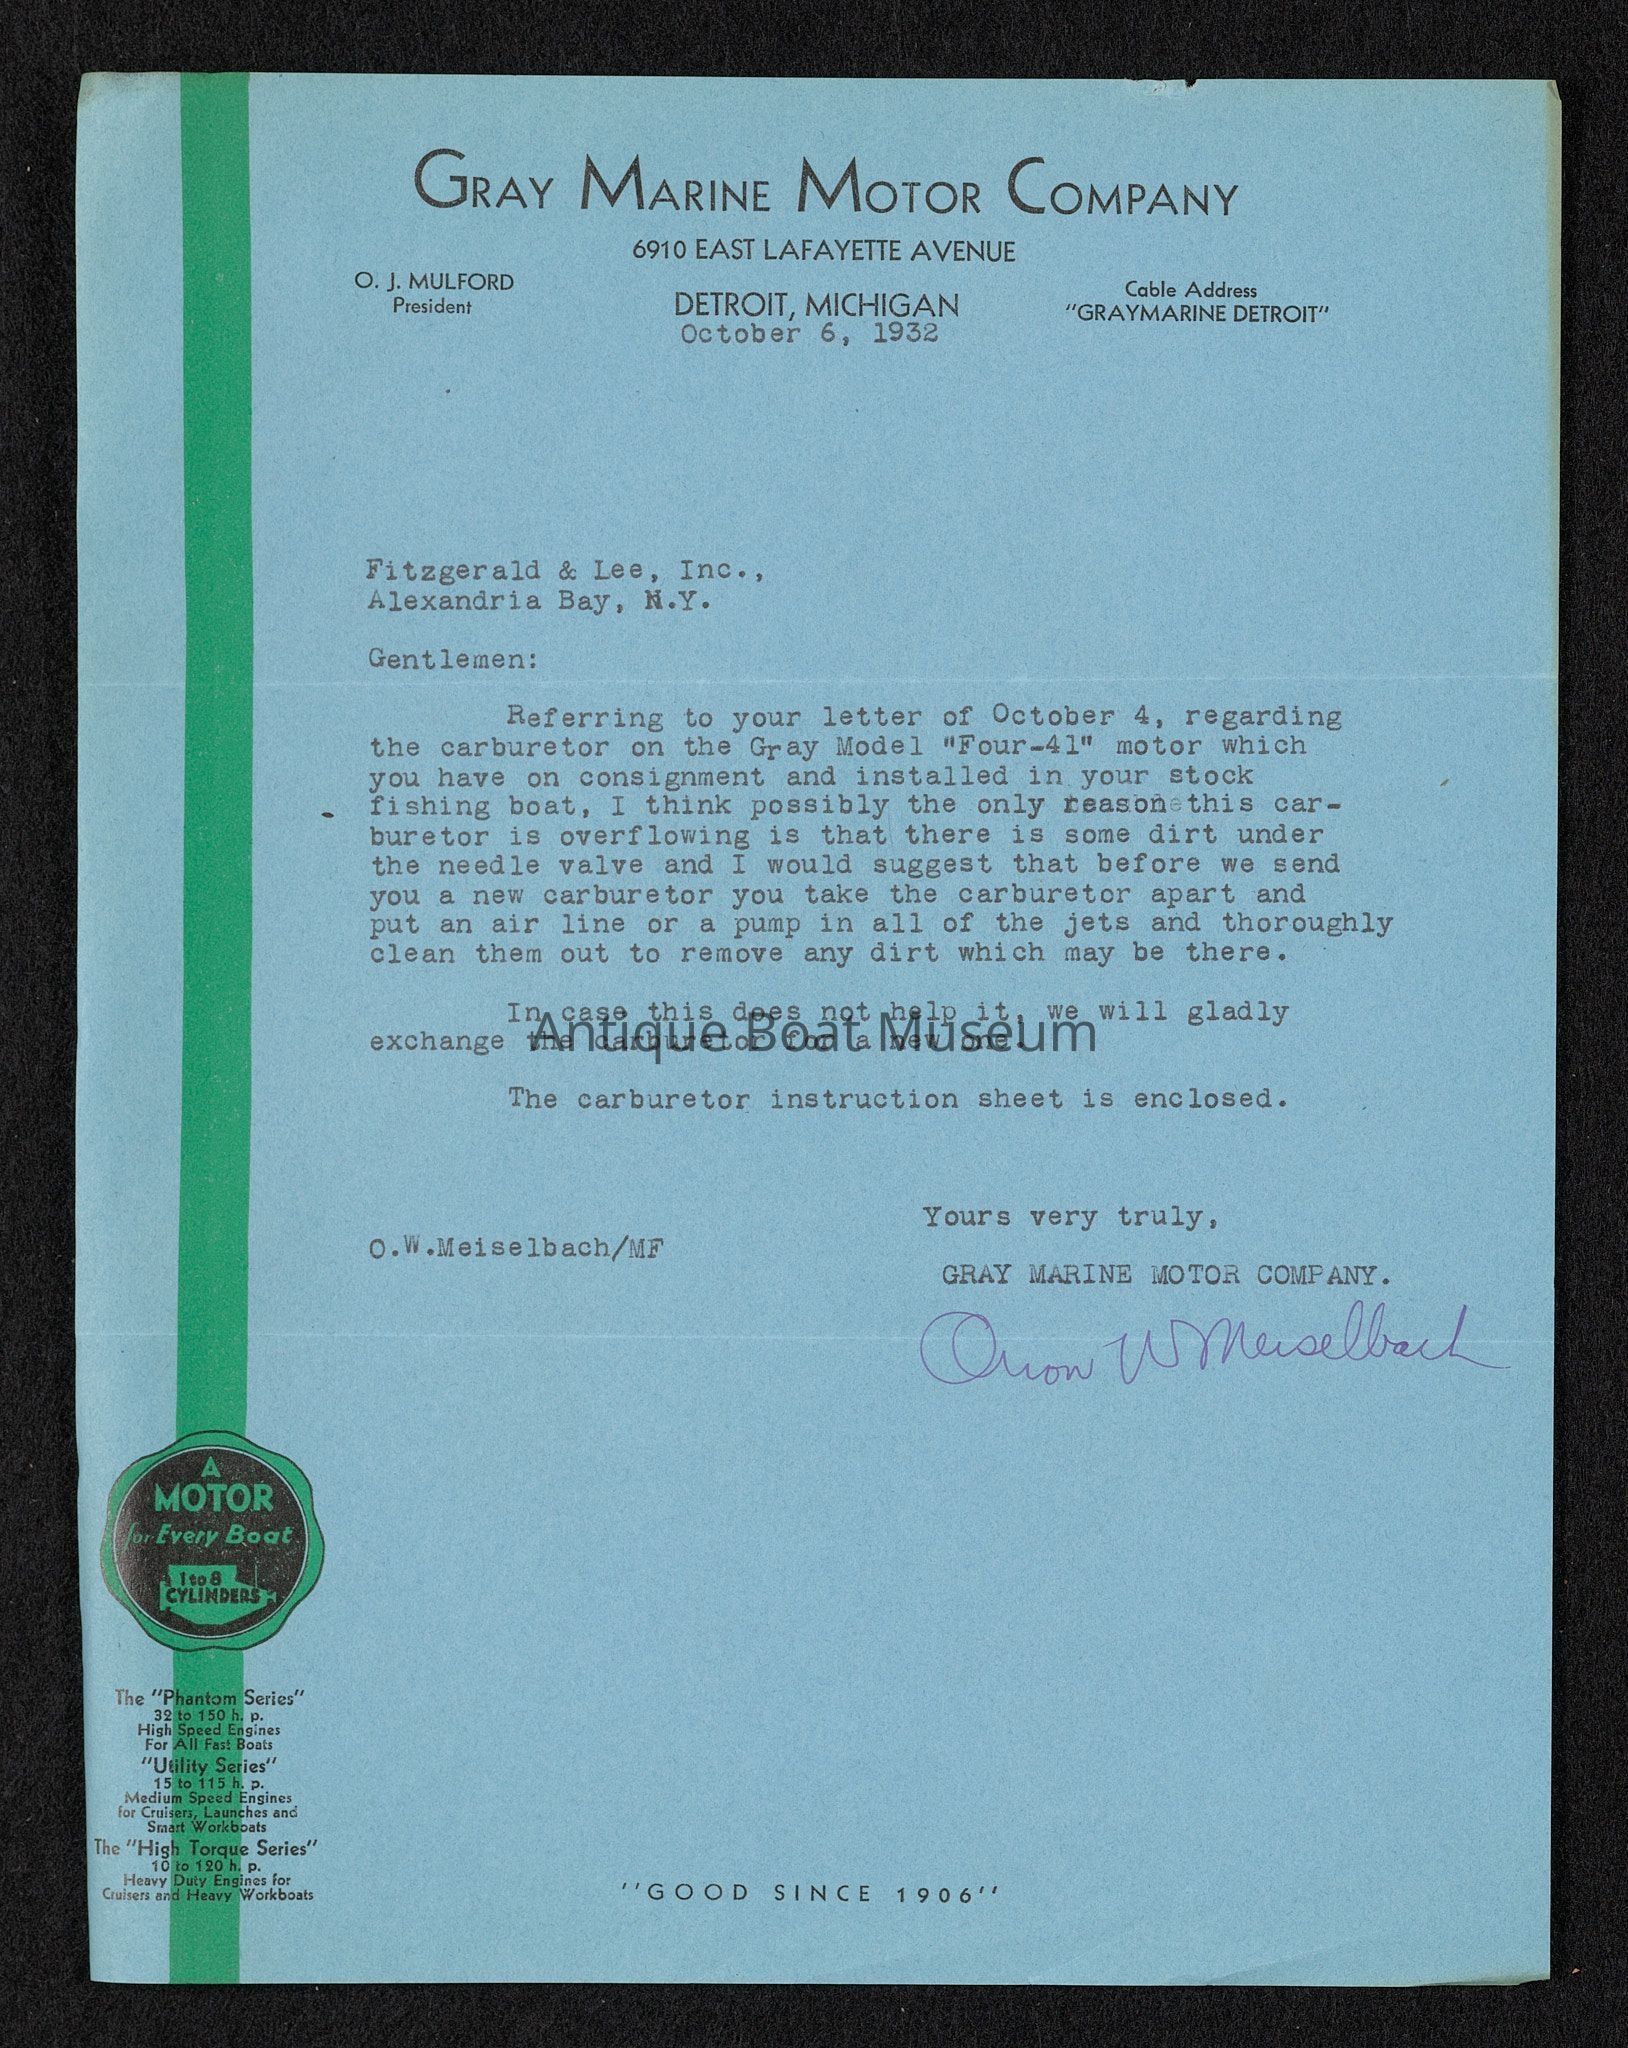 GRAY MARINE MOTOR COMPANY
6910 EAST LAFAYETTE AVENUE
O. J. MULFORD
President
DETROIT, MICHIGAN
Cable Address
"GRAYMARINE DETROIT"
October 6, 1932
Fitzgerald & Lee, Inc.,
Alexandria Bay, N.Y.
Gentlemen:
Referring to your letter of October 4, regarding
the carburetor on the Gray Model "Four-41" motor which
you have on consignment and installed in your stock
fishing boat, I think possibly the only reason this car-
buretor is overflowing is that there is some dirt under
the needle valve and I would suggest that before we send
you a new carburetor you take the carburetor apart and
put an air line or a pump in all of the jets and thoroughly
clean them out to remove any dirt which may be there.
In case this does not help it, we will gladly
exchange the carburetor for a new one.
Antique Boat Museum
The carburetor instruction sheet is enclosed.
Yours very truly,
O.W.Meiselbach/MF
GRAY MARINE MOTOR COMPANY.
Orion W Meiselbach
A
MOTOR
for Every Boat
1 to 8
CYLINDERS
The "Phantom Series"
32 to 150 h. p.
High Speed Engines
For All Fast Boats
"Utility Series"
15 to 115 h. p.
Medium Speed Engines
for Cruisers, Launches and
Smart Workboats
The "High Torque Series"
10 to 120 h. p.
Heavy Duty Engines for
Cruisers and Heavy Workboats
"GOOD SINCE 1906"